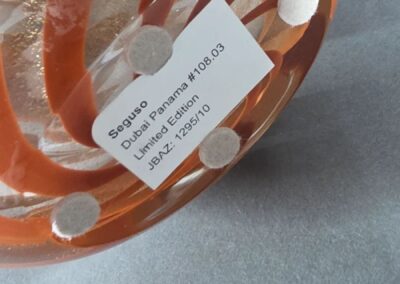 Seguso
Dubai Panama #108.03
Limited Edition
JBAZ: 1295/10